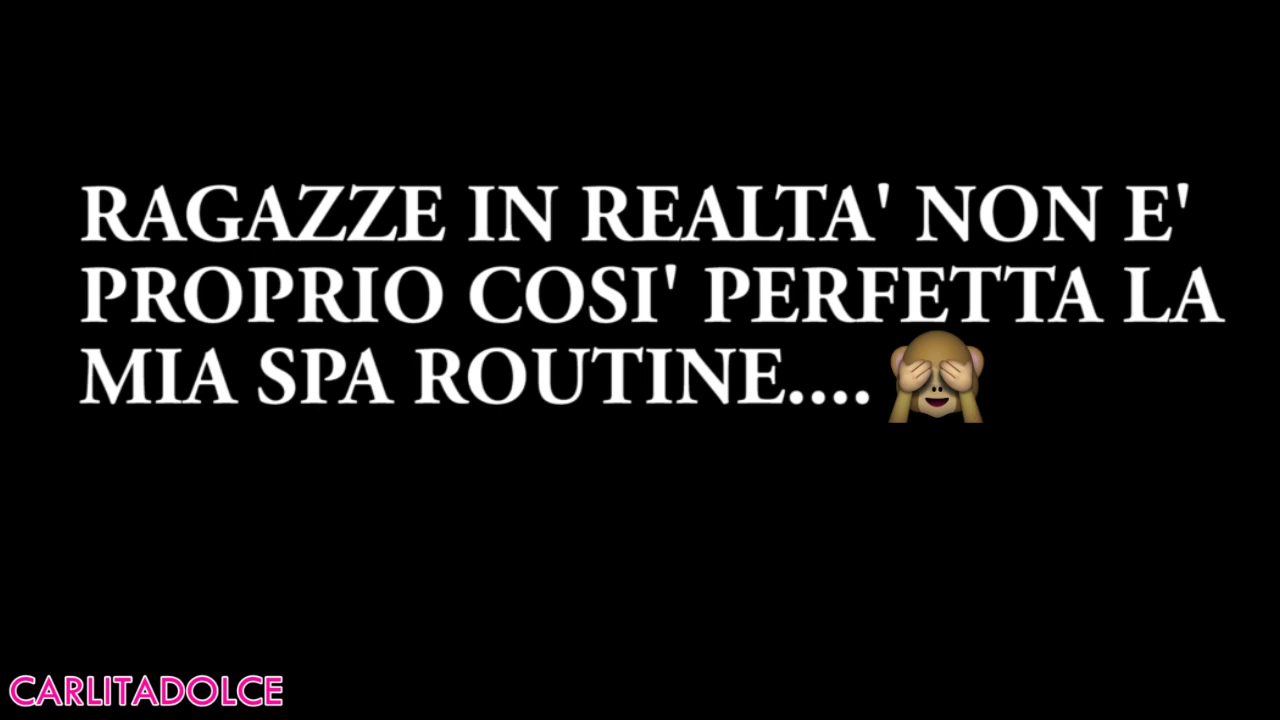 RAGAZZE IN REALTA' NON E'
PROPRIO COSI' PERFETTA LA
MIA SPA ROUTINE.... 🙈
CARLITADOLCE